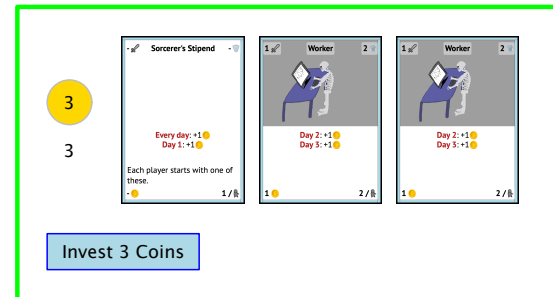 - Sorcerer's Stipend -
1 Worker 2
1 Worker 2
3
3
Every day: +1
Day 1: +1
Each player starts with one of
these.
- 1 /
Day 2: +1
Day 3: +1
1 2 /
Day 2: +1
Day 3: +1
1 2 /
Invest 3 Coins